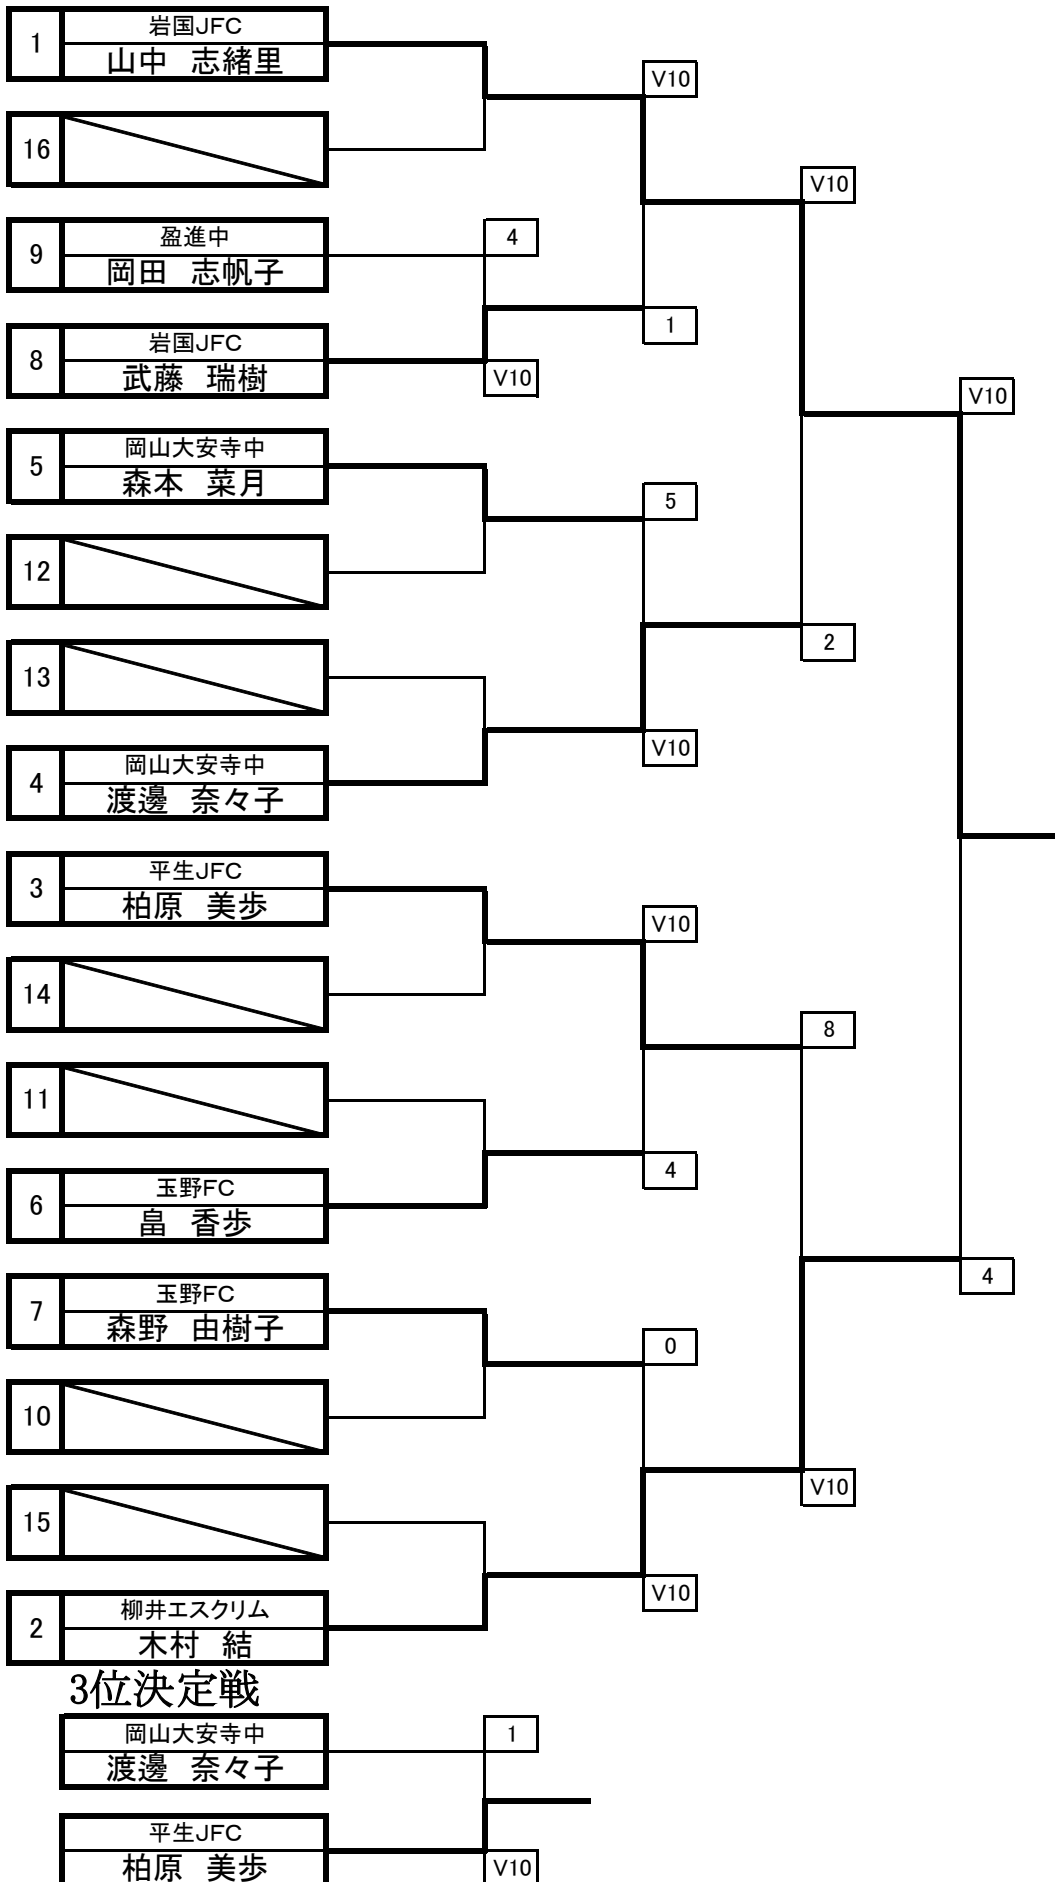 1
岩国JFC
山中 志緒里
V10
16
V10
9
盈進中
岡田 志帆子
4
8
岩国JFC
武藤 瑞樹
1
V10
V10
5
岡山大安寺中
森本 菜月
5
12
2
13
V10
4
岡山大安寺中
渡邊 奈々子
3
平生JFC
柏原 美歩
V10
14
8
11
4
6
玉野FC
畠 香歩
4
7
玉野FC
森野 由樹子
0
10
V10
15
V10
2
柳井エスクリム
木村 結
3位決定戦
岡山大安寺中
渡邊 奈々子
1
平生JFC
柏原 美歩
V10